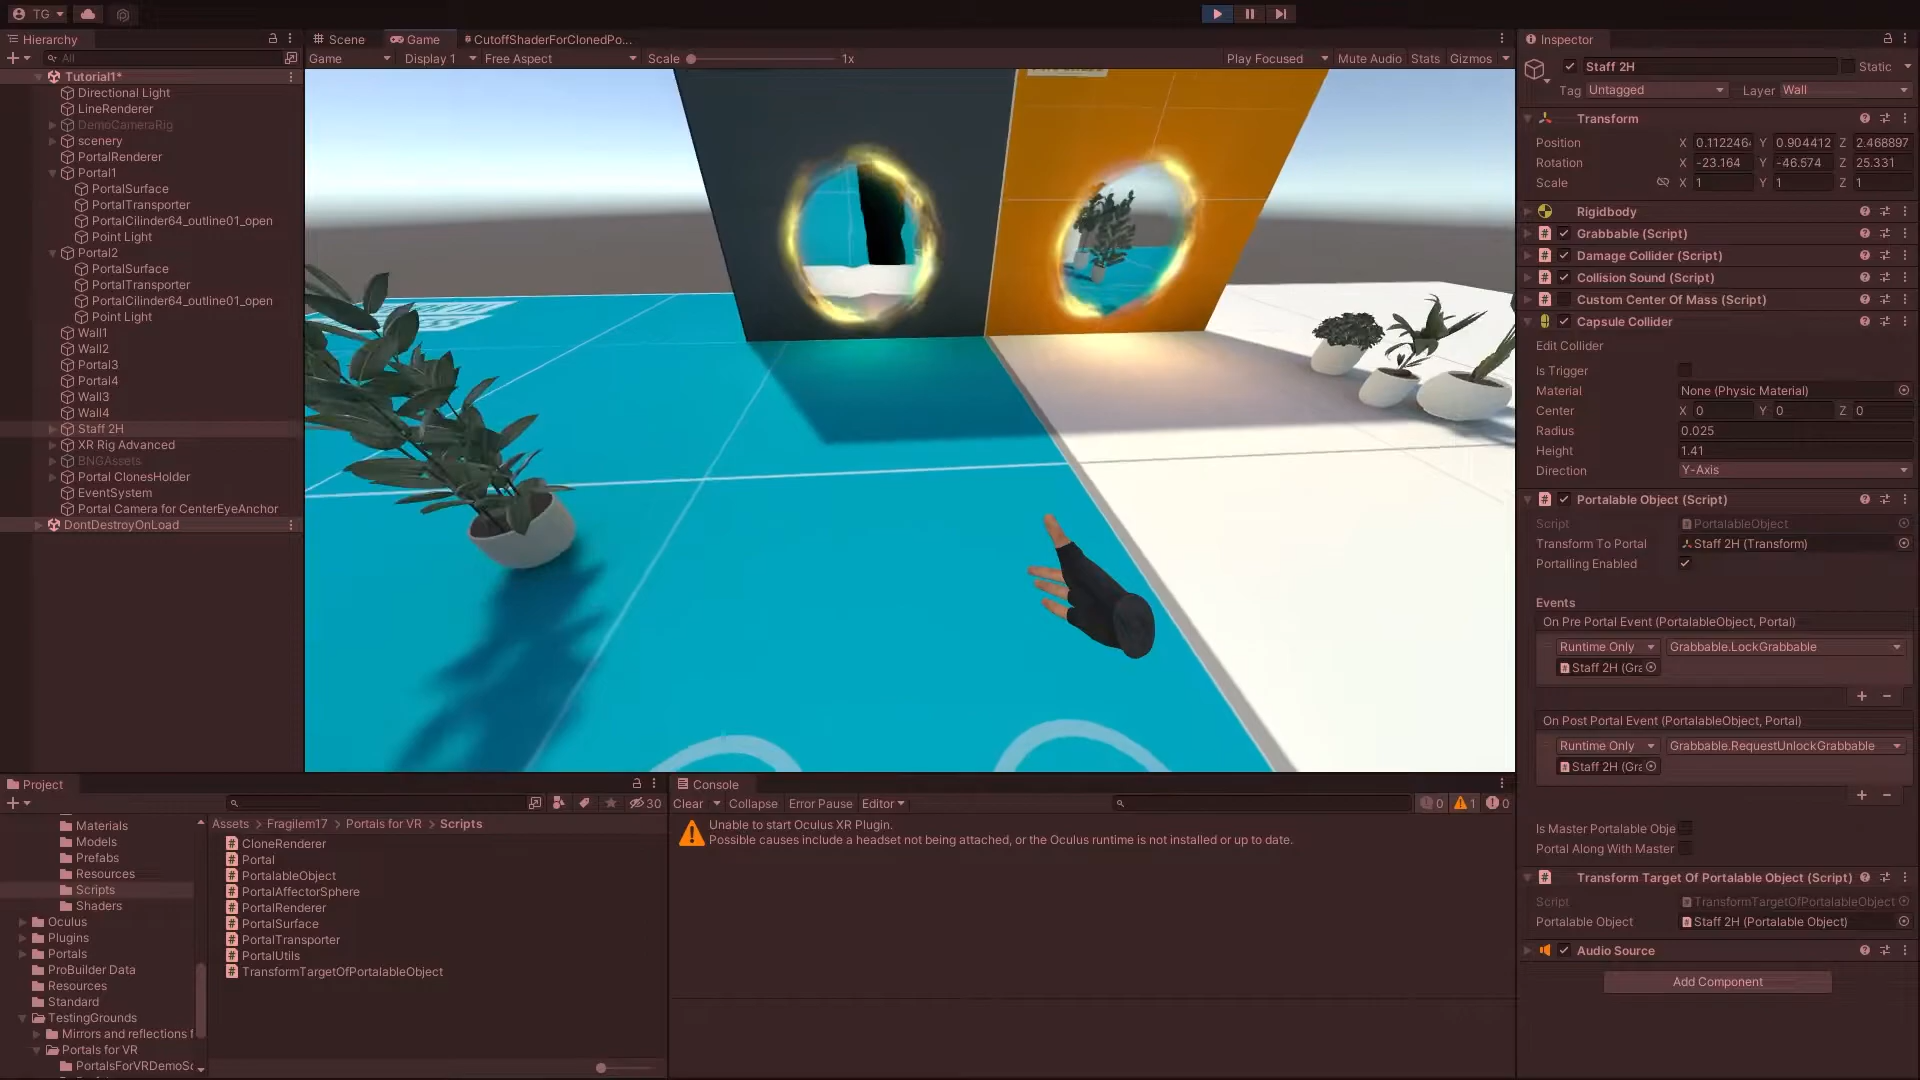 TG
Hierarchy
All
Tutorial1*
Directional Light
LineRenderer
DemoCameraRig
scenery
PortalRenderer
Portal1
PortalSurface
PortalTransporter
PortalCilinder64_outline01_open
Point Light
Portal2
PortalSurface
PortalTransporter
PortalCilinder64_outline01_open
Point Light
Wall1
Wall2
Portal3
Portal4
Wall3
Wall4
Staff 2H
XR Rig Advanced
BNGAssets
Portal ClonesHolder
EventSystem
Portal Camera for CenterEyeAnchor
DontDestroyOnLoad
Scene Game CutoffShaderForClonedPo...
Game Display 1 Free Aspect Scale 1x Play Focused Mute Audio Stats Gizmos
Inspector
Staff 2H Static
Tag Untagged Layer Wall
Transform
Position X 0.112246 Y 0.904412 Z 2.468897
Rotation X -23.164 Y -46.574 Z 25.331
Scale X 1 Y 1 Z 1
Rigidbody
Grabbable (Script)
Damage Collider (Script)
Collision Sound (Script)
Custom Center Of Mass (Script)
Capsule Collider
Edit Collider
Is Trigger
Material None (Physic Material)
Center X 0 Y 0 Z 0
Radius 0.025
Height 1.41
Direction Y-Axis
Portalable Object (Script)
Script PortalableObject
Transform To Portal Staff 2H (Transform)
Portalling Enabled
Events
On Pre Portal Event (PortalableObject, Portal)
Runtime Only Grabbable.LockGrabbable
Staff 2H (Gra
+ −
On Post Portal Event (PortalableObject, Portal)
Runtime Only Grabbable.RequestUnlockGrabbable
Staff 2H (Gra
+ −
Is Master Portalable Obje
Portal Along With Master
Transform Target Of Portalable Object (Script)
Script TransformTargetOfPortalableObject
Portalable Object Staff 2H (Portalable Object)
Audio Source
Add Component
Project
30
Materials
Models
Prefabs
Resources
Scripts
Shaders
Oculus
Plugins
Portals
ProBuilder Data
Resources
Standard
TestingGrounds
Mirrors and reflections f
Portals for VR
PortalsForVRDemoSc
Assets > Fragilem17 > Portals for VR > Scripts
CloneRenderer
Portal
PortalableObject
PortalAffectorSphere
PortalRenderer
PortalSurface
PortalTransporter
PortalUtils
TransformTargetOfPortalableObject
Console
Clear Collapse Error Pause Editor 0 1 0
Unable to start Oculus XR Plugin.
Possible causes include a headset not being attached, or the Oculus runtime is not installed or up to date.